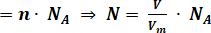 = n · N_A ⇒ N = V/V_m · N_A